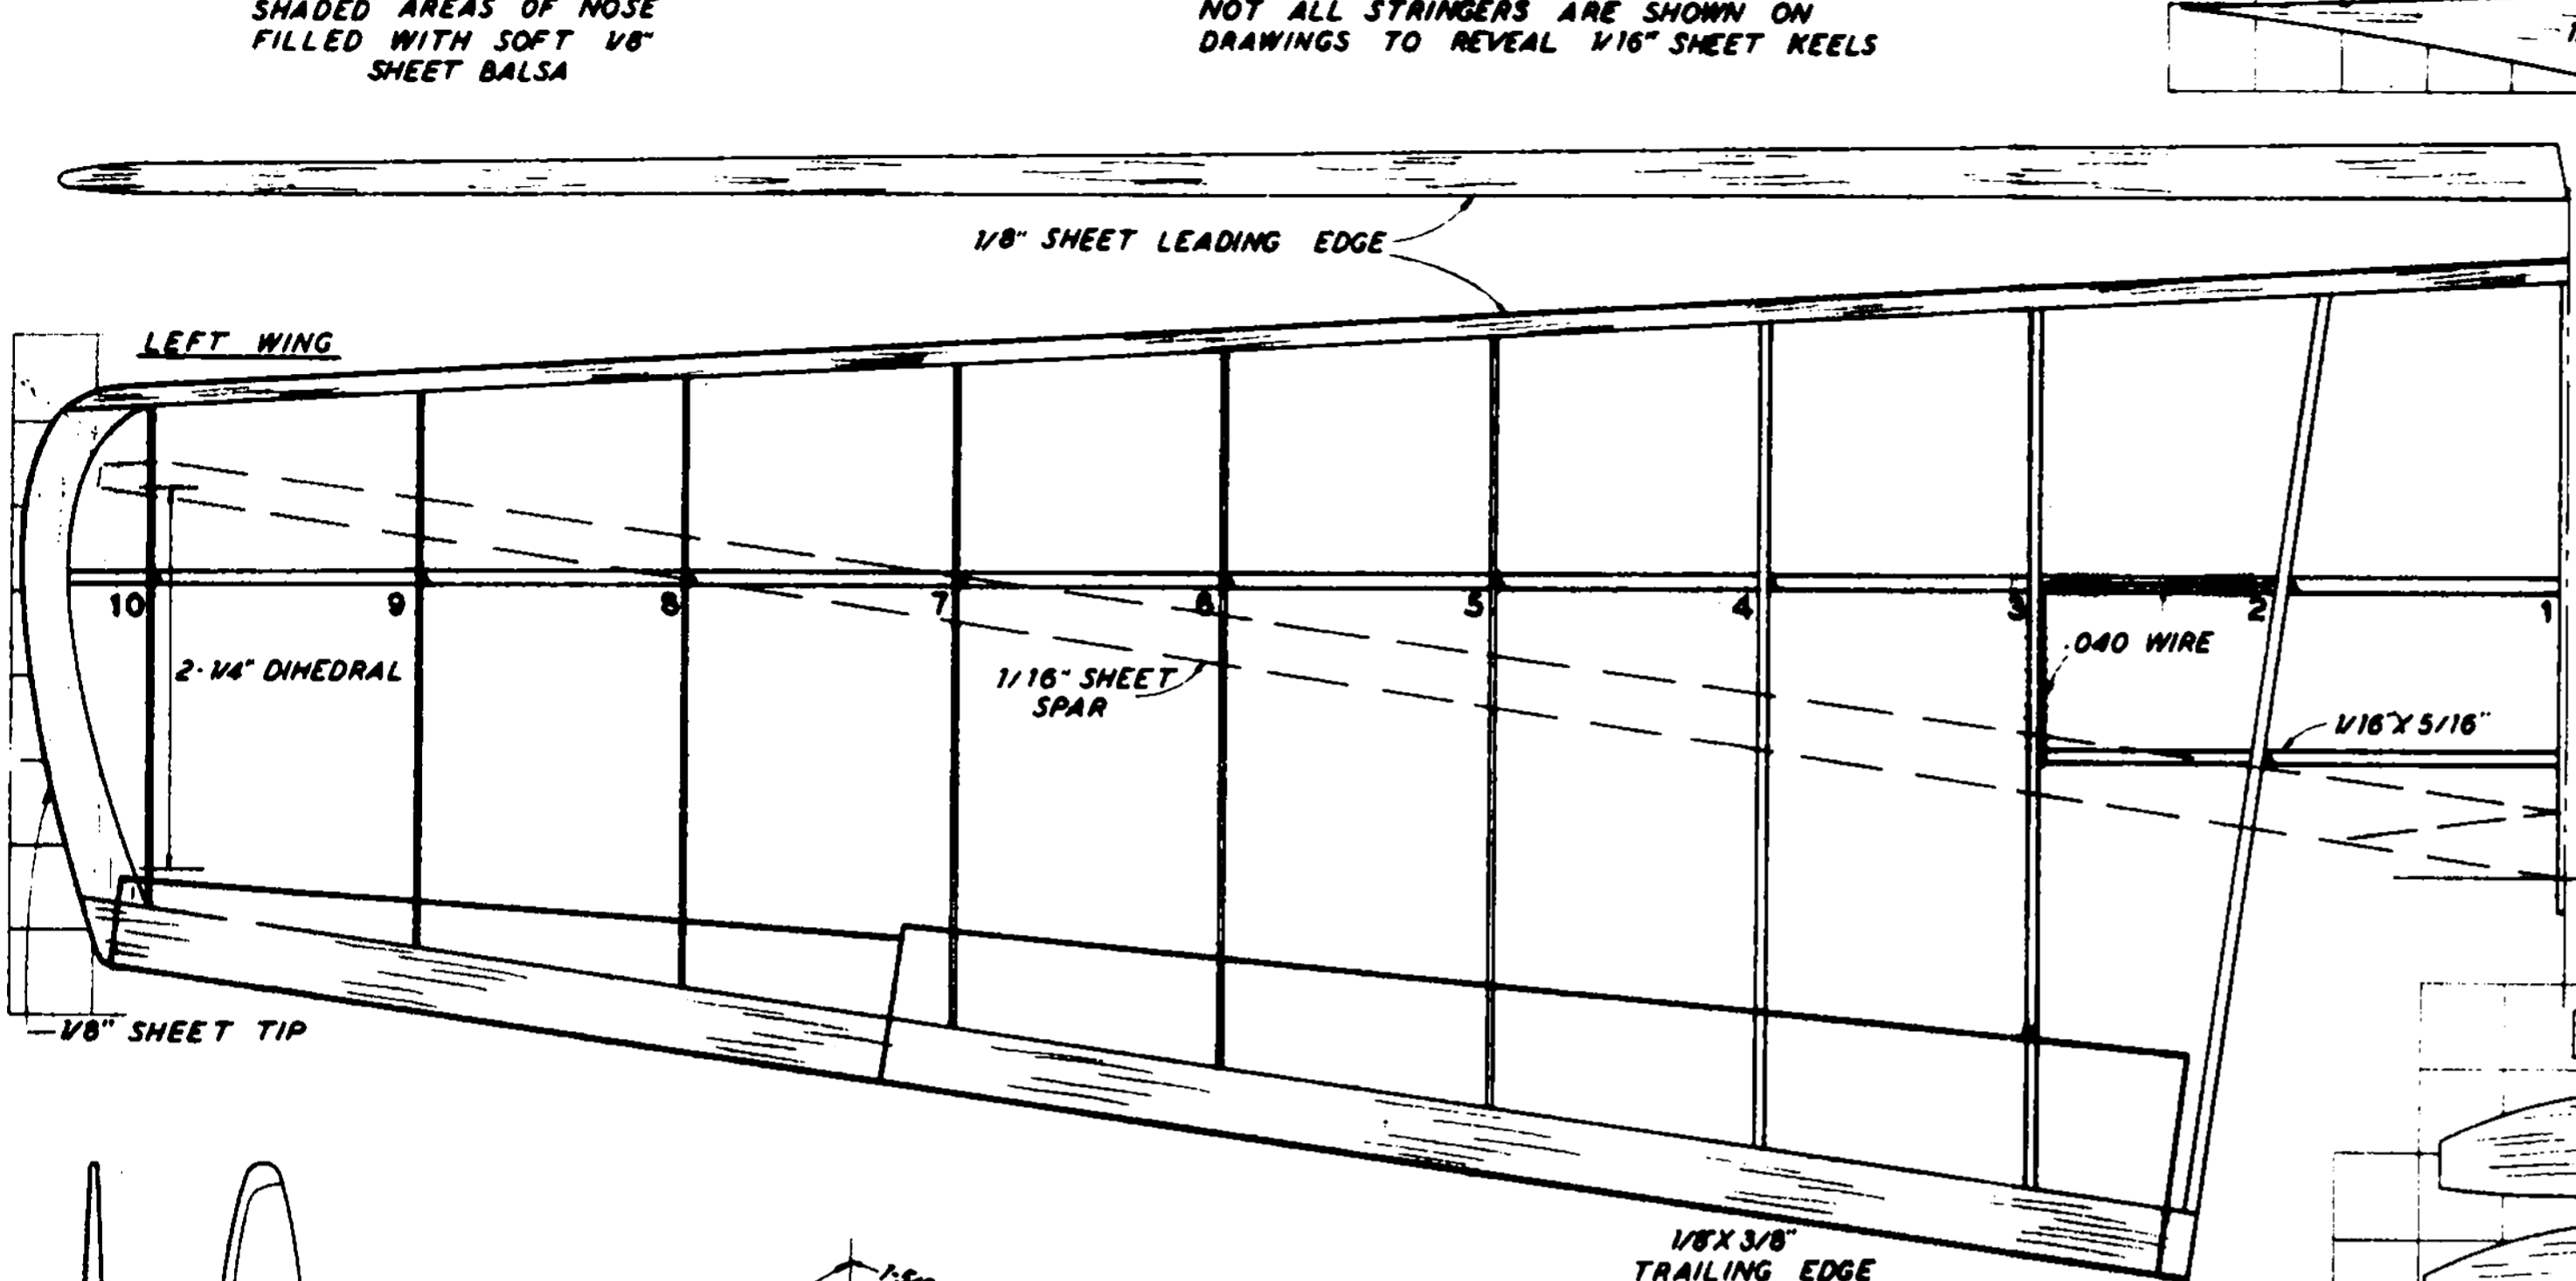 SHADED AREAS OF NOSE
FILLED WITH SOFT 1/8"
SHEET BALSA
NOT ALL STRINGERS ARE SHOWN ON
DRAWINGS TO REVEAL 1/16" SHEET KEELS
1/8" SHEET LEADING EDGE
LEFT WING
10 9 8 7 6 5 4 3 2 1
2-1/4" DIHEDRAL
1/16" SHEET
SPAR
.040 WIRE
1/16" X 5/16"
1/8" SHEET TIP
1/8 X 3/8"
TRAILING EDGE